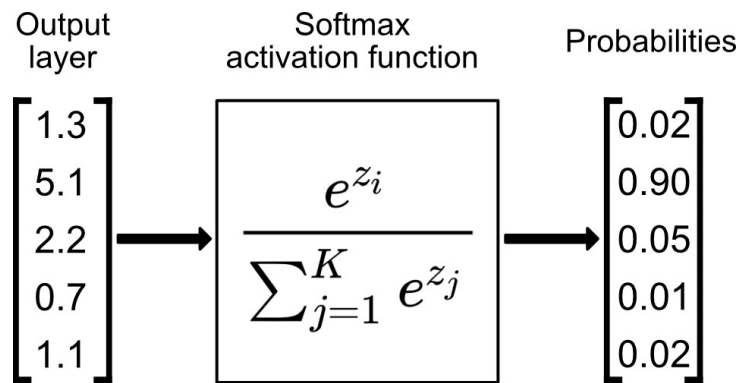 Output
layer
Softmax
activation function
Probabilities
1.3
5.1
2.2
0.7
1.1
e^{z_i}
∑_{j=1}^{K} e^{z_j}
0.02
0.90
0.05
0.01
0.02